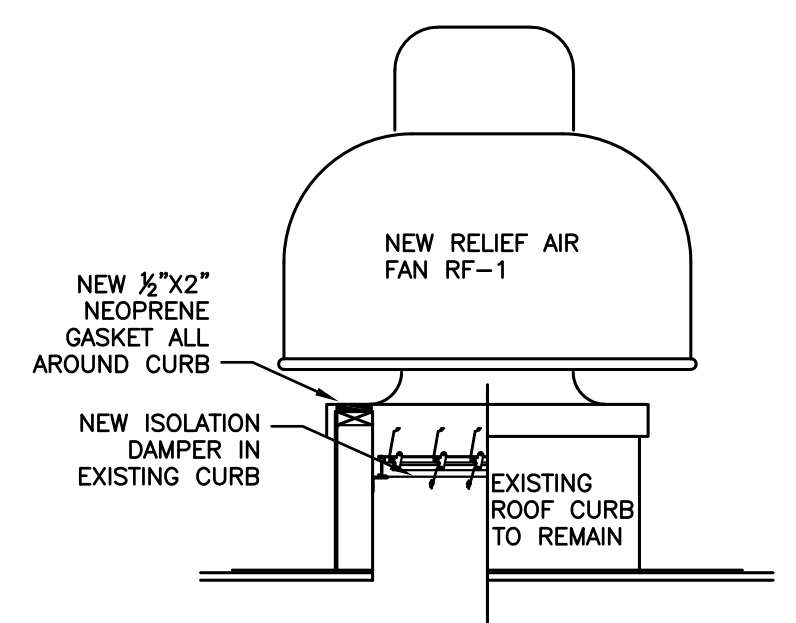 NEW RELIEF AIR
FAN RF-1
NEW ½"X2"
NEOPRENE
GASKET ALL
AROUND CURB
NEW ISOLATION
DAMPER IN
EXISTING CURB
EXISTING
ROOF CURB
TO REMAIN